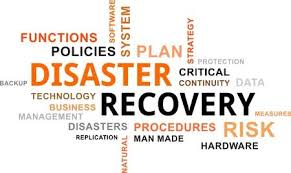 FUNCTIONS
SOFTWARE
SYSTEM
STRATEGY
POLICIES
PLAN
PROTECTION
DISASTER
CRITICAL
BACKUP
CONTINUITY
DATA
TECHNOLOGY
RECOVERY
BUSINESS
MEASURES
MANAGEMENT
DISASTERS
PROCEDURES
RISK
REPLICATION
NATURAL
MAN MADE
HARDWARE